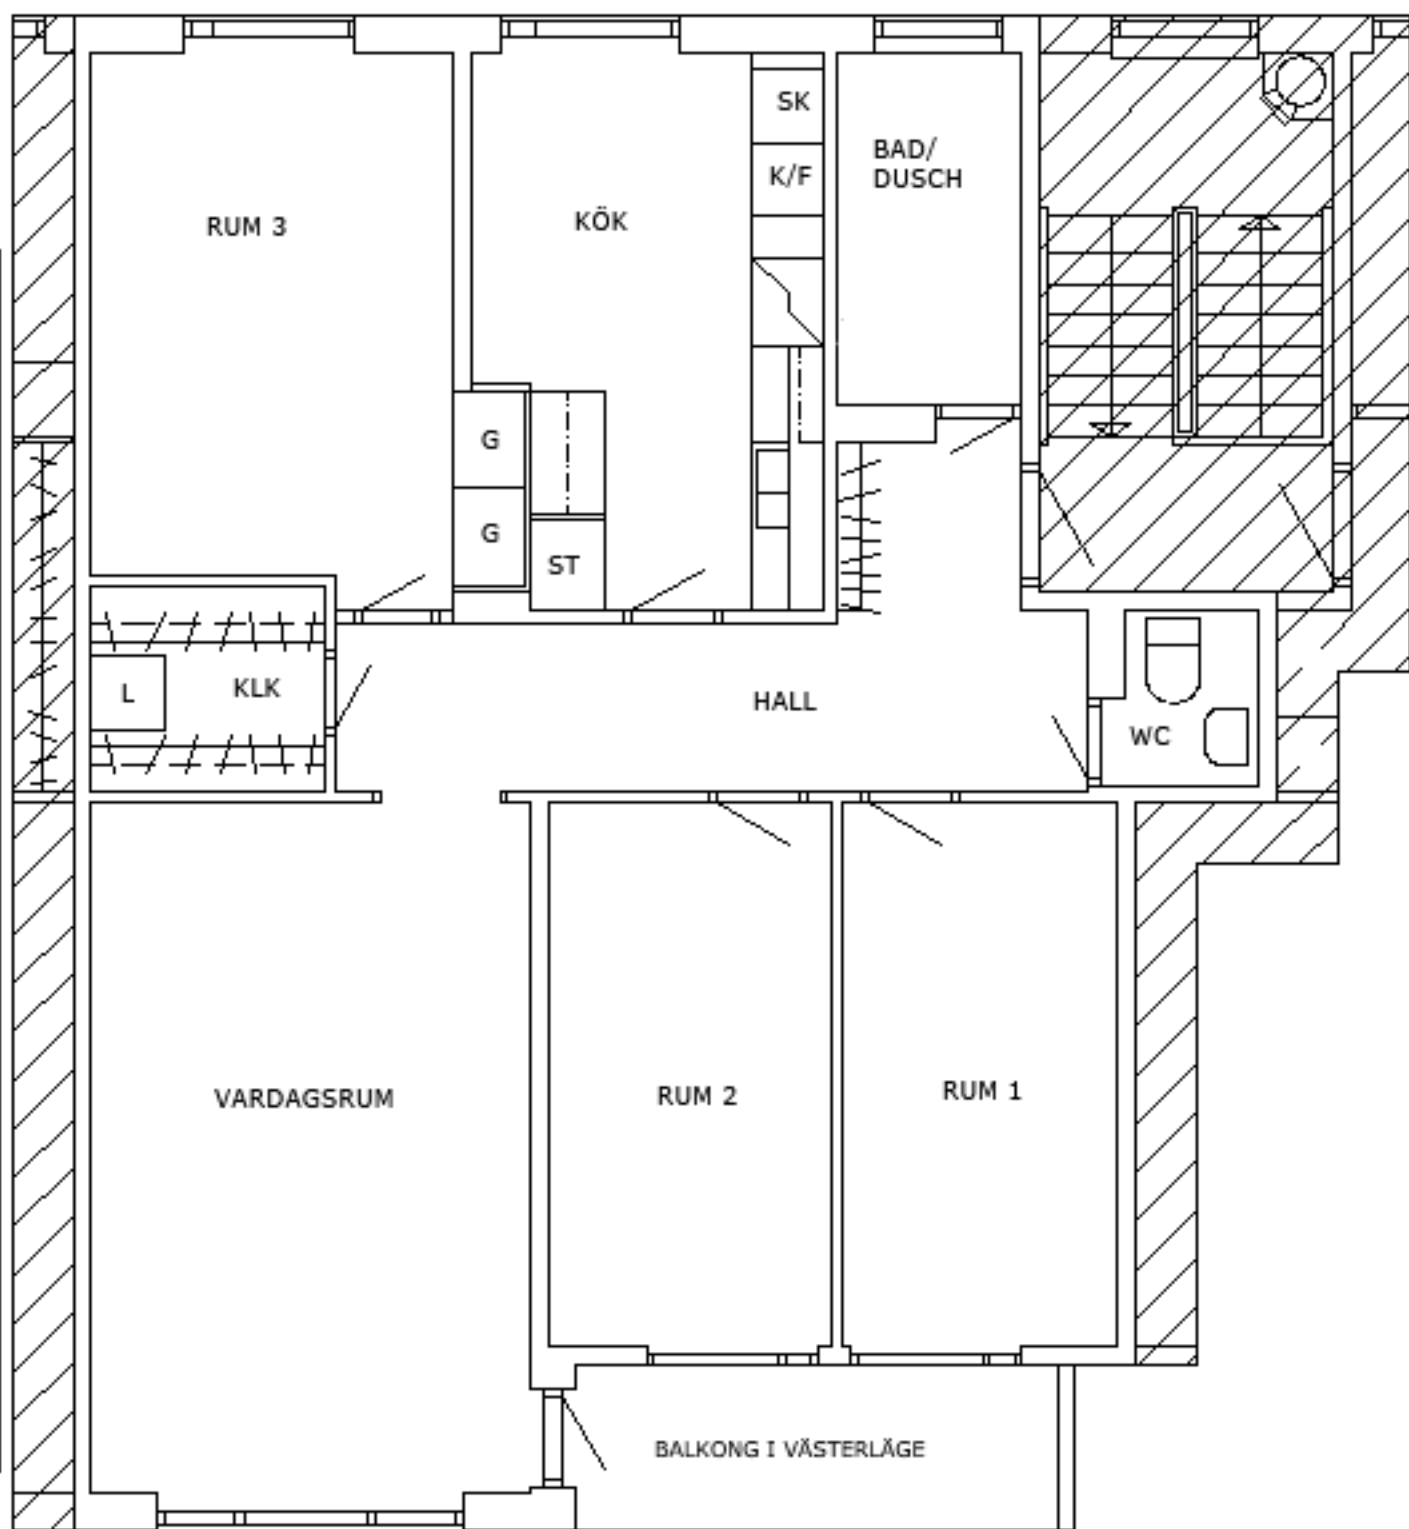 SK
BAD/
DUSCH
K/F
RUM 3
KÖK
G
G
ST
L
KLK
HALL
WC
VARDAGSRUM
RUM 2
RUM 1
BALKONG I VÄSTERLÄGE